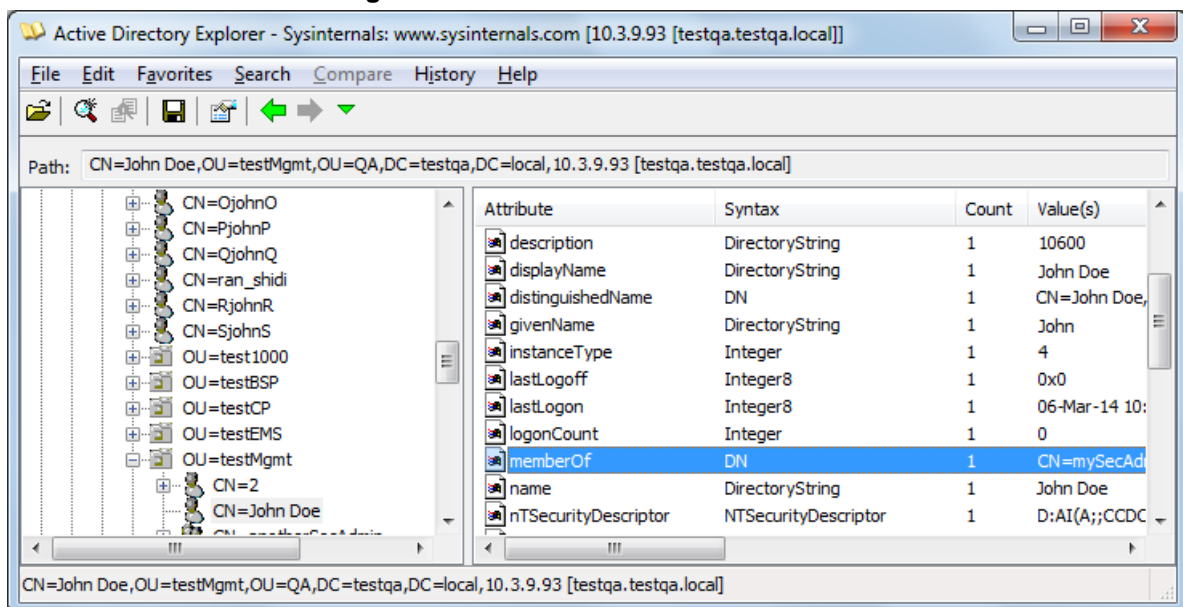 Active Directory Explorer - Sysinternals: www.sysinternals.com [10.3.9.93 [testqa.testqa.local]]
File Edit Favorites Search Compare History Help
Path: CN=John Doe,OU=testMgmt,OU=QA,DC=testqa,DC=local,10.3.9.93 [testqa.testqa.local]
CN=OjohnO
CN=PjohnP
CN=QjohnQ
CN=ran_shidi
CN=RjohnR
CN=SjohnS
OU=test1000
OU=testBSP
OU=testCP
OU=testEMS
OU=testMgmt
CN=2
CN=John Doe
CN=anotherSecAdmin
Attribute Syntax Count Value(s)
description DirectoryString 1 10600
displayName DirectoryString 1 John Doe
distinguishedName DN 1 CN=John Doe,
givenName DirectoryString 1 John
instanceType Integer 1 4
lastLogoff Integer8 1 0x0
lastLogon Integer8 1 06-Mar-14 10:
logonCount Integer 1 0
memberOf DN 1 CN=mySecAd
name DirectoryString 1 John Doe
nTSecurityDescriptor NTSecurityDescriptor 1 D:AI(A;;CCDC
CN=John Doe,OU=testMgmt,OU=QA,DC=testqa,DC=local,10.3.9.93 [testqa.testqa.local]